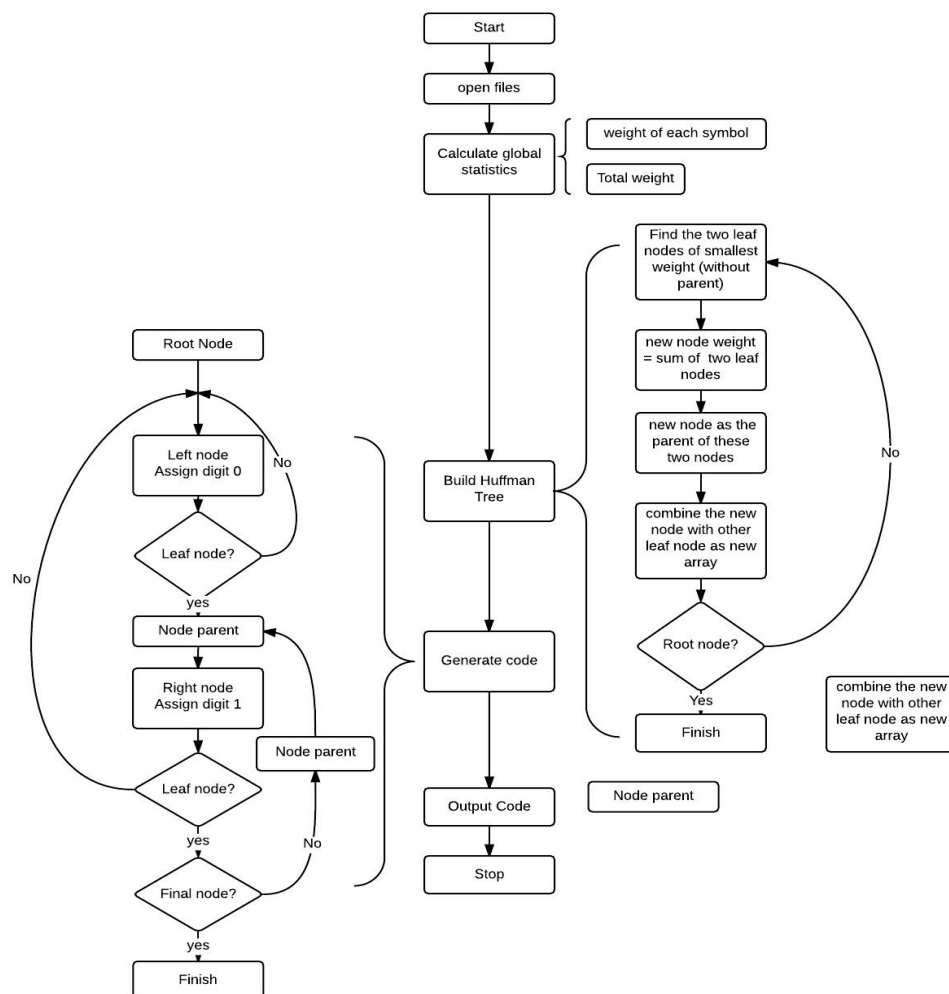 Start
open files
Calculate global
statistics
weight of each symbol
Total weight
Find the two leaf
nodes of smallest
weight (without
parent)
new node weight
= sum of two leaf
nodes
new node as the
parent of these
two nodes
combine the new
node with other
leaf node as new
array
Root node?
No
Yes
Finish
combine the new
node with other
leaf node as new
array
Node parent
Build Huffman
Tree
Generate code
Output Code
Stop
Root Node
Left node
Assign digit 0
No
Leaf node?
No
yes
Node parent
Right node
Assign digit 1
Node parent
Leaf node?
yes
No
Final node?
yes
Finish